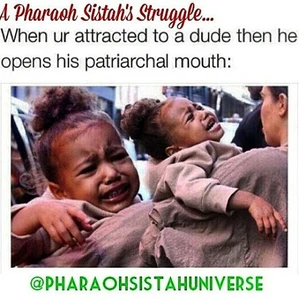 A Pharaoh Sistah's Struggle...
When ur attracted to a dude then he
opens his patriarchal mouth:
@PHARAOHSISTAHUNIVERSE